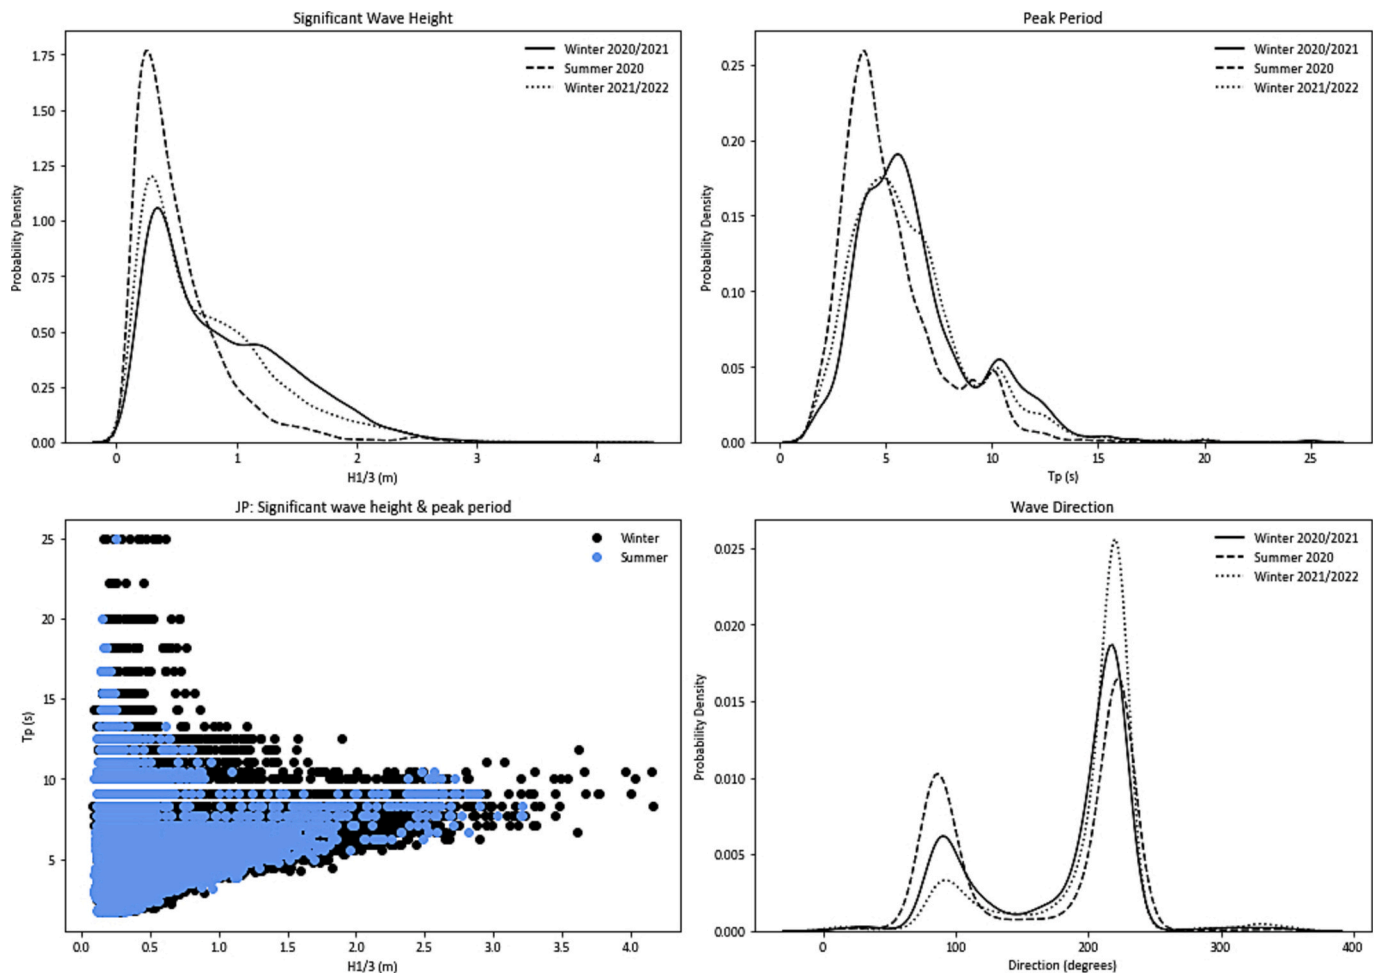 Significant Wave Height
Winter 2020/2021
Summer 2020
Winter 2021/2022
1.75
1.50
1.25
1.00
0.75
0.50
0.25
0.00
Probability Density
0 1 2 3 4
H1/3 (m)
Peak Period
Winter 2020/2021
Summer 2020
Winter 2021/2022
0.25
0.20
0.15
0.10
0.05
0.00
Probability Density
0 5 10 15 20 25
Tp (s)
JP: Significant wave height & peak period
Winter
Summer
25
20
15
10
5
Tp (s)
0.0 0.5 1.0 1.5 2.0 2.5 3.0 3.5 4.0
H1/3 (m)
Wave Direction
Winter 2020/2021
Summer 2020
Winter 2021/2022
0.025
0.020
0.015
0.010
0.005
0.000
Probability Density
0 100 200 300 400
Direction (degrees)